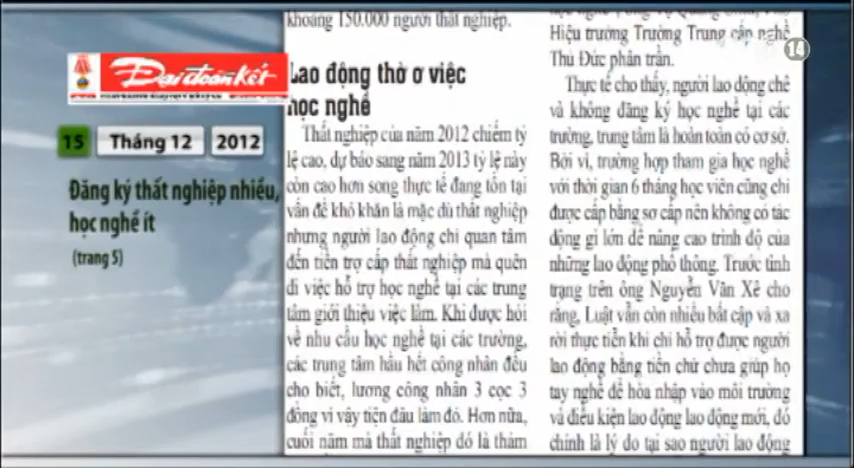 Đại đoàn kết
15 Tháng 12 2012
Đăng ký thất nghiệp nhiều,
học nghề ít
(trang 5)
khoảng 150.000 người thất nghiệp.
Lao động thờ ơ việc
học nghề
Thất nghiệp của năm 2012 chiếm tỷ
lệ cao, dự báo sang năm 2013 tỷ lệ này
còn cao hơn song thực tế đang tồn tại
vấn đề khó khăn là mặc dù thất nghiệp
nhưng người lao động chỉ quan tâm
đến tiền trợ cấp thất nghiệp mà quên
đi việc hỗ trợ học nghề tại các trung
tâm giới thiệu việc làm. Khi được hỏi
về nhu cầu học nghề tại các trường,
các trung tâm hầu hết công nhân đều
cho biết, lương công nhân 3 cọc 3
đồng vì vậy tiền đâu làm đó. Hơn nữa,
cuối năm mà thất nghiệp đó là thảm
Hiệu trưởng Trường Trung cấp nghề
Thủ Đức phân trần.
Thực tế cho thấy, người lao động chê
và không đăng ký học nghề tại các
trường, trung tâm là hoàn toàn có cơ sở.
Bởi vì, trường hợp tham gia học nghề
với thời gian 6 tháng học viên cũng chỉ
được cấp bằng sơ cấp nên không có tác
động gì lớn để nâng cao trình độ của
những lao động phổ thông. Trước tình
trạng trên ông Nguyễn Văn Xê cho
rằng, Luật vẫn còn nhiều bất cập và xa
rời thực tiễn khi chỉ hỗ trợ được người
lao động bằng tiền chứ chưa giúp họ
tay nghề để hòa nhập vào môi trường
và điều kiện lao động lao động mới, đó
chính là lý do tại sao người lao động
14